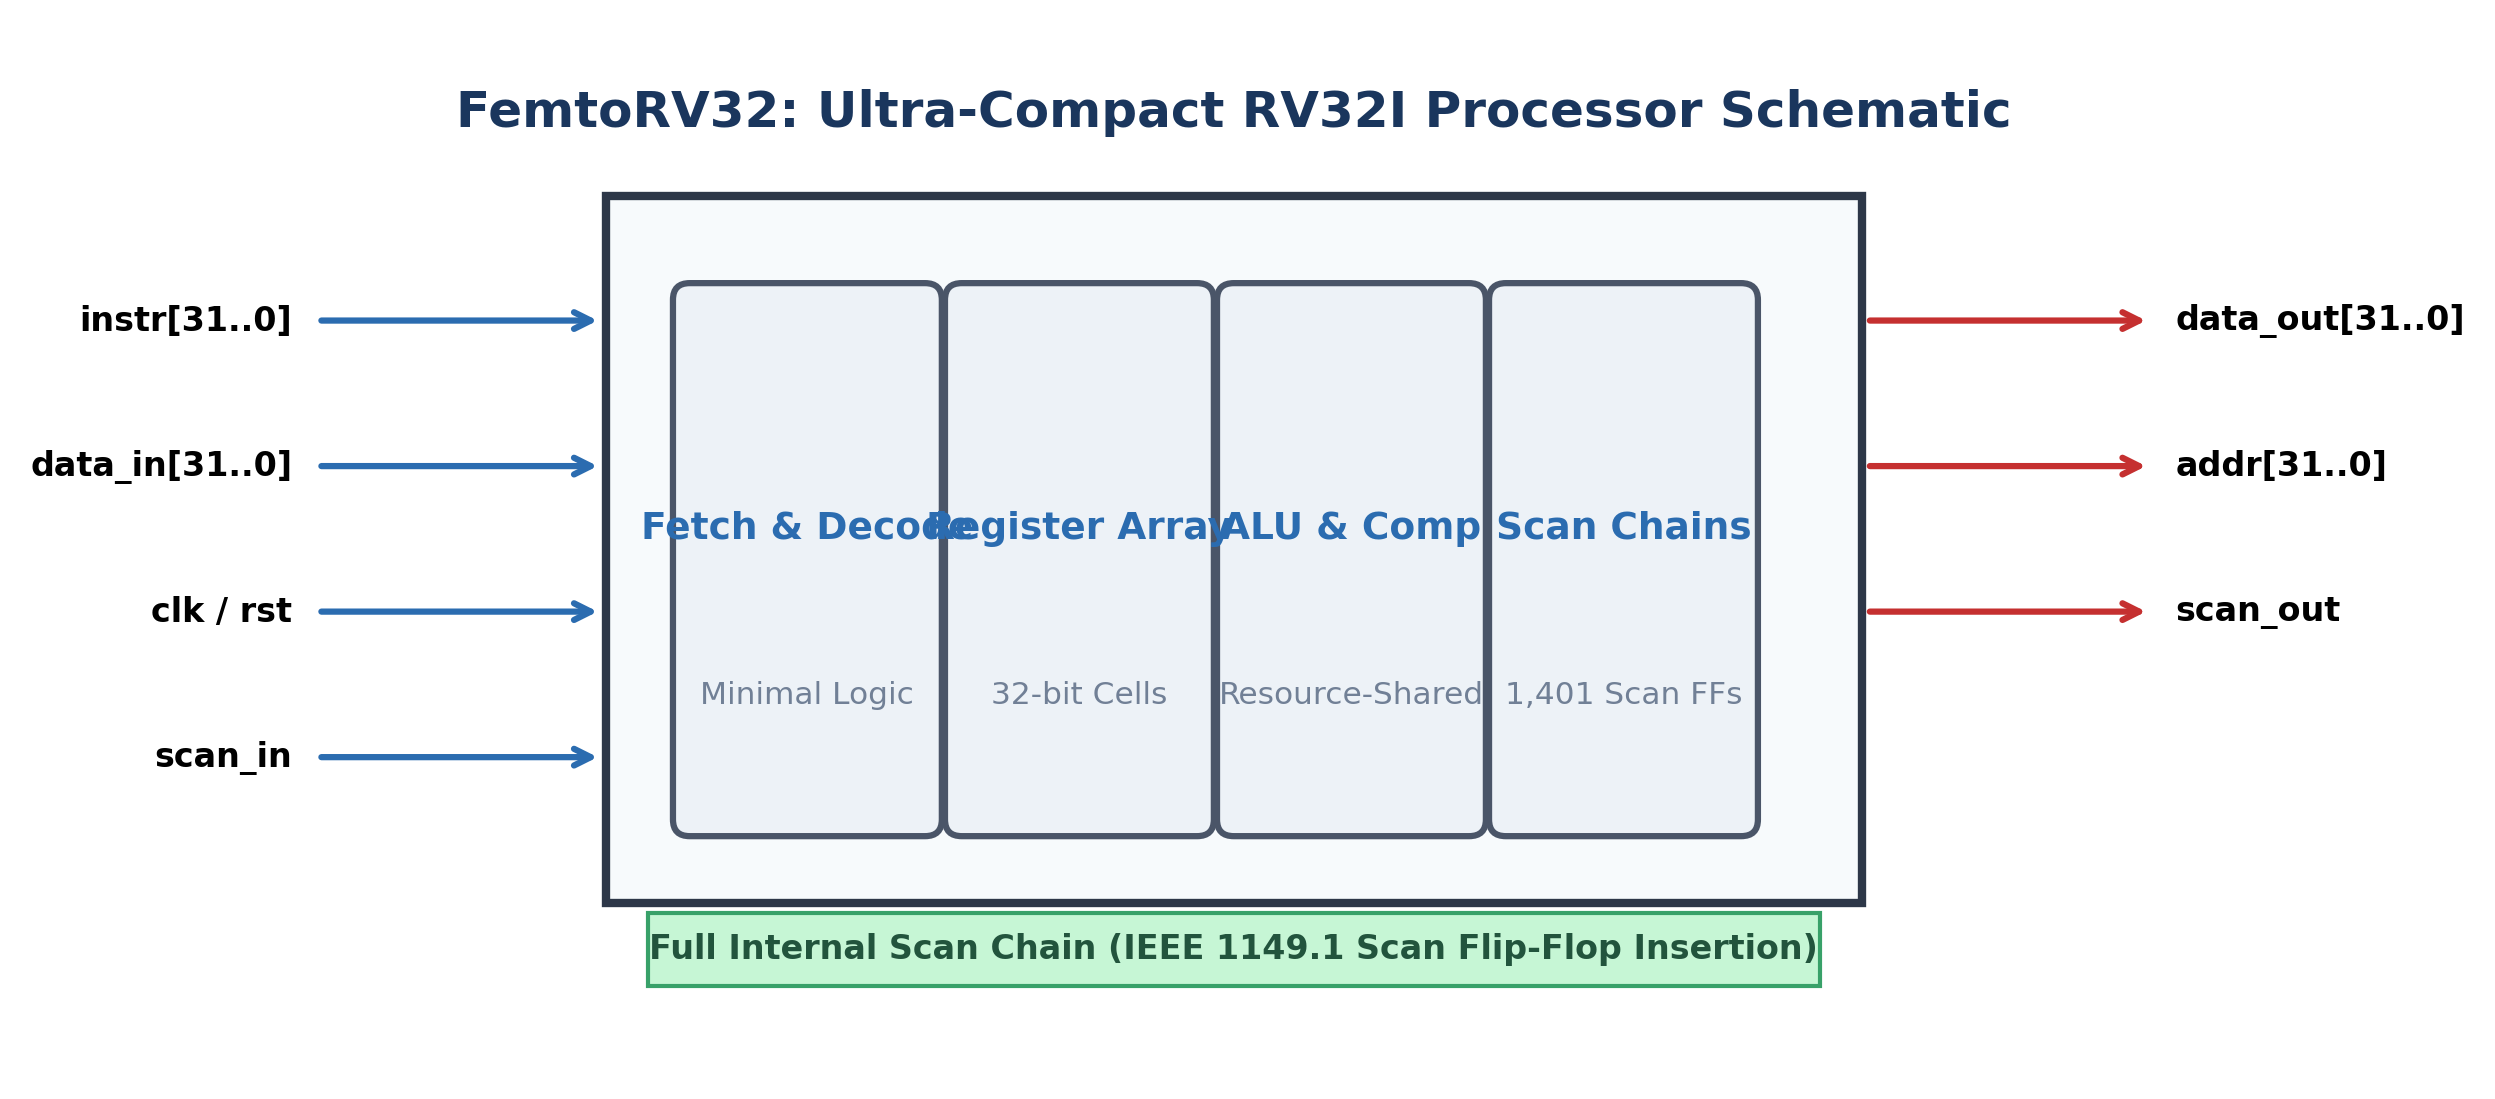 FemtoRV32: Ultra-Compact RV32I Processor Schematic
instr[31..0]
data_in[31..0]
clk / rst
scan_in
Fetch & Decode
Minimal Logic
Register Array
32-bit Cells
ALU & Comp
Resource-Shared
Scan Chains
1,401 Scan FFs
data_out[31..0]
addr[31..0]
scan_out
Full Internal Scan Chain (IEEE 1149.1 Scan Flip-Flop Insertion)